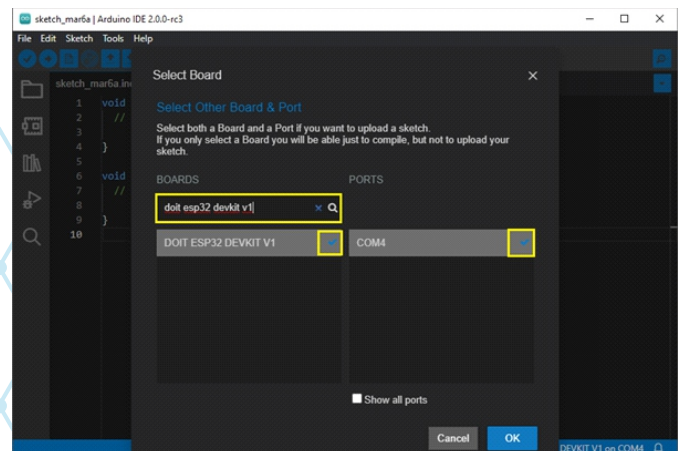 sketch_mar6a | Arduino IDE 2.0.0-rc3
File Edit Sketch Tools Help
sketch_mar6a.in
1 void
2 //
3
4 }
5
6 void
7 //
8
9 }
10
Select Board
Select Other Board & Port
Select both a Board and a Port if you want to upload a sketch.
If you only select a Board you will be able just to compile, but not to upload your
sketch.
BOARDS PORTS
doit esp32 devkit v1
DOIT ESP32 DEVKIT V1 COM4
Show all ports
Cancel OK
DEVKIT V1 on COM4